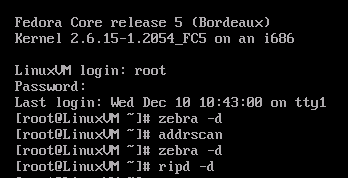 Fedora Core release 5 (Bordeaux)
Kernel 2.6.15-1.2054_FC5 on an i686
LinuxVM login: root
Password:
Last login: Wed Dec 10 10:43:00 on tty1
[root@LinuxVM ~]# zebra -d
[root@LinuxVM ~]# addrscan
[root@LinuxVM ~]# zebra -d
[root@LinuxVM ~]# ripd -d